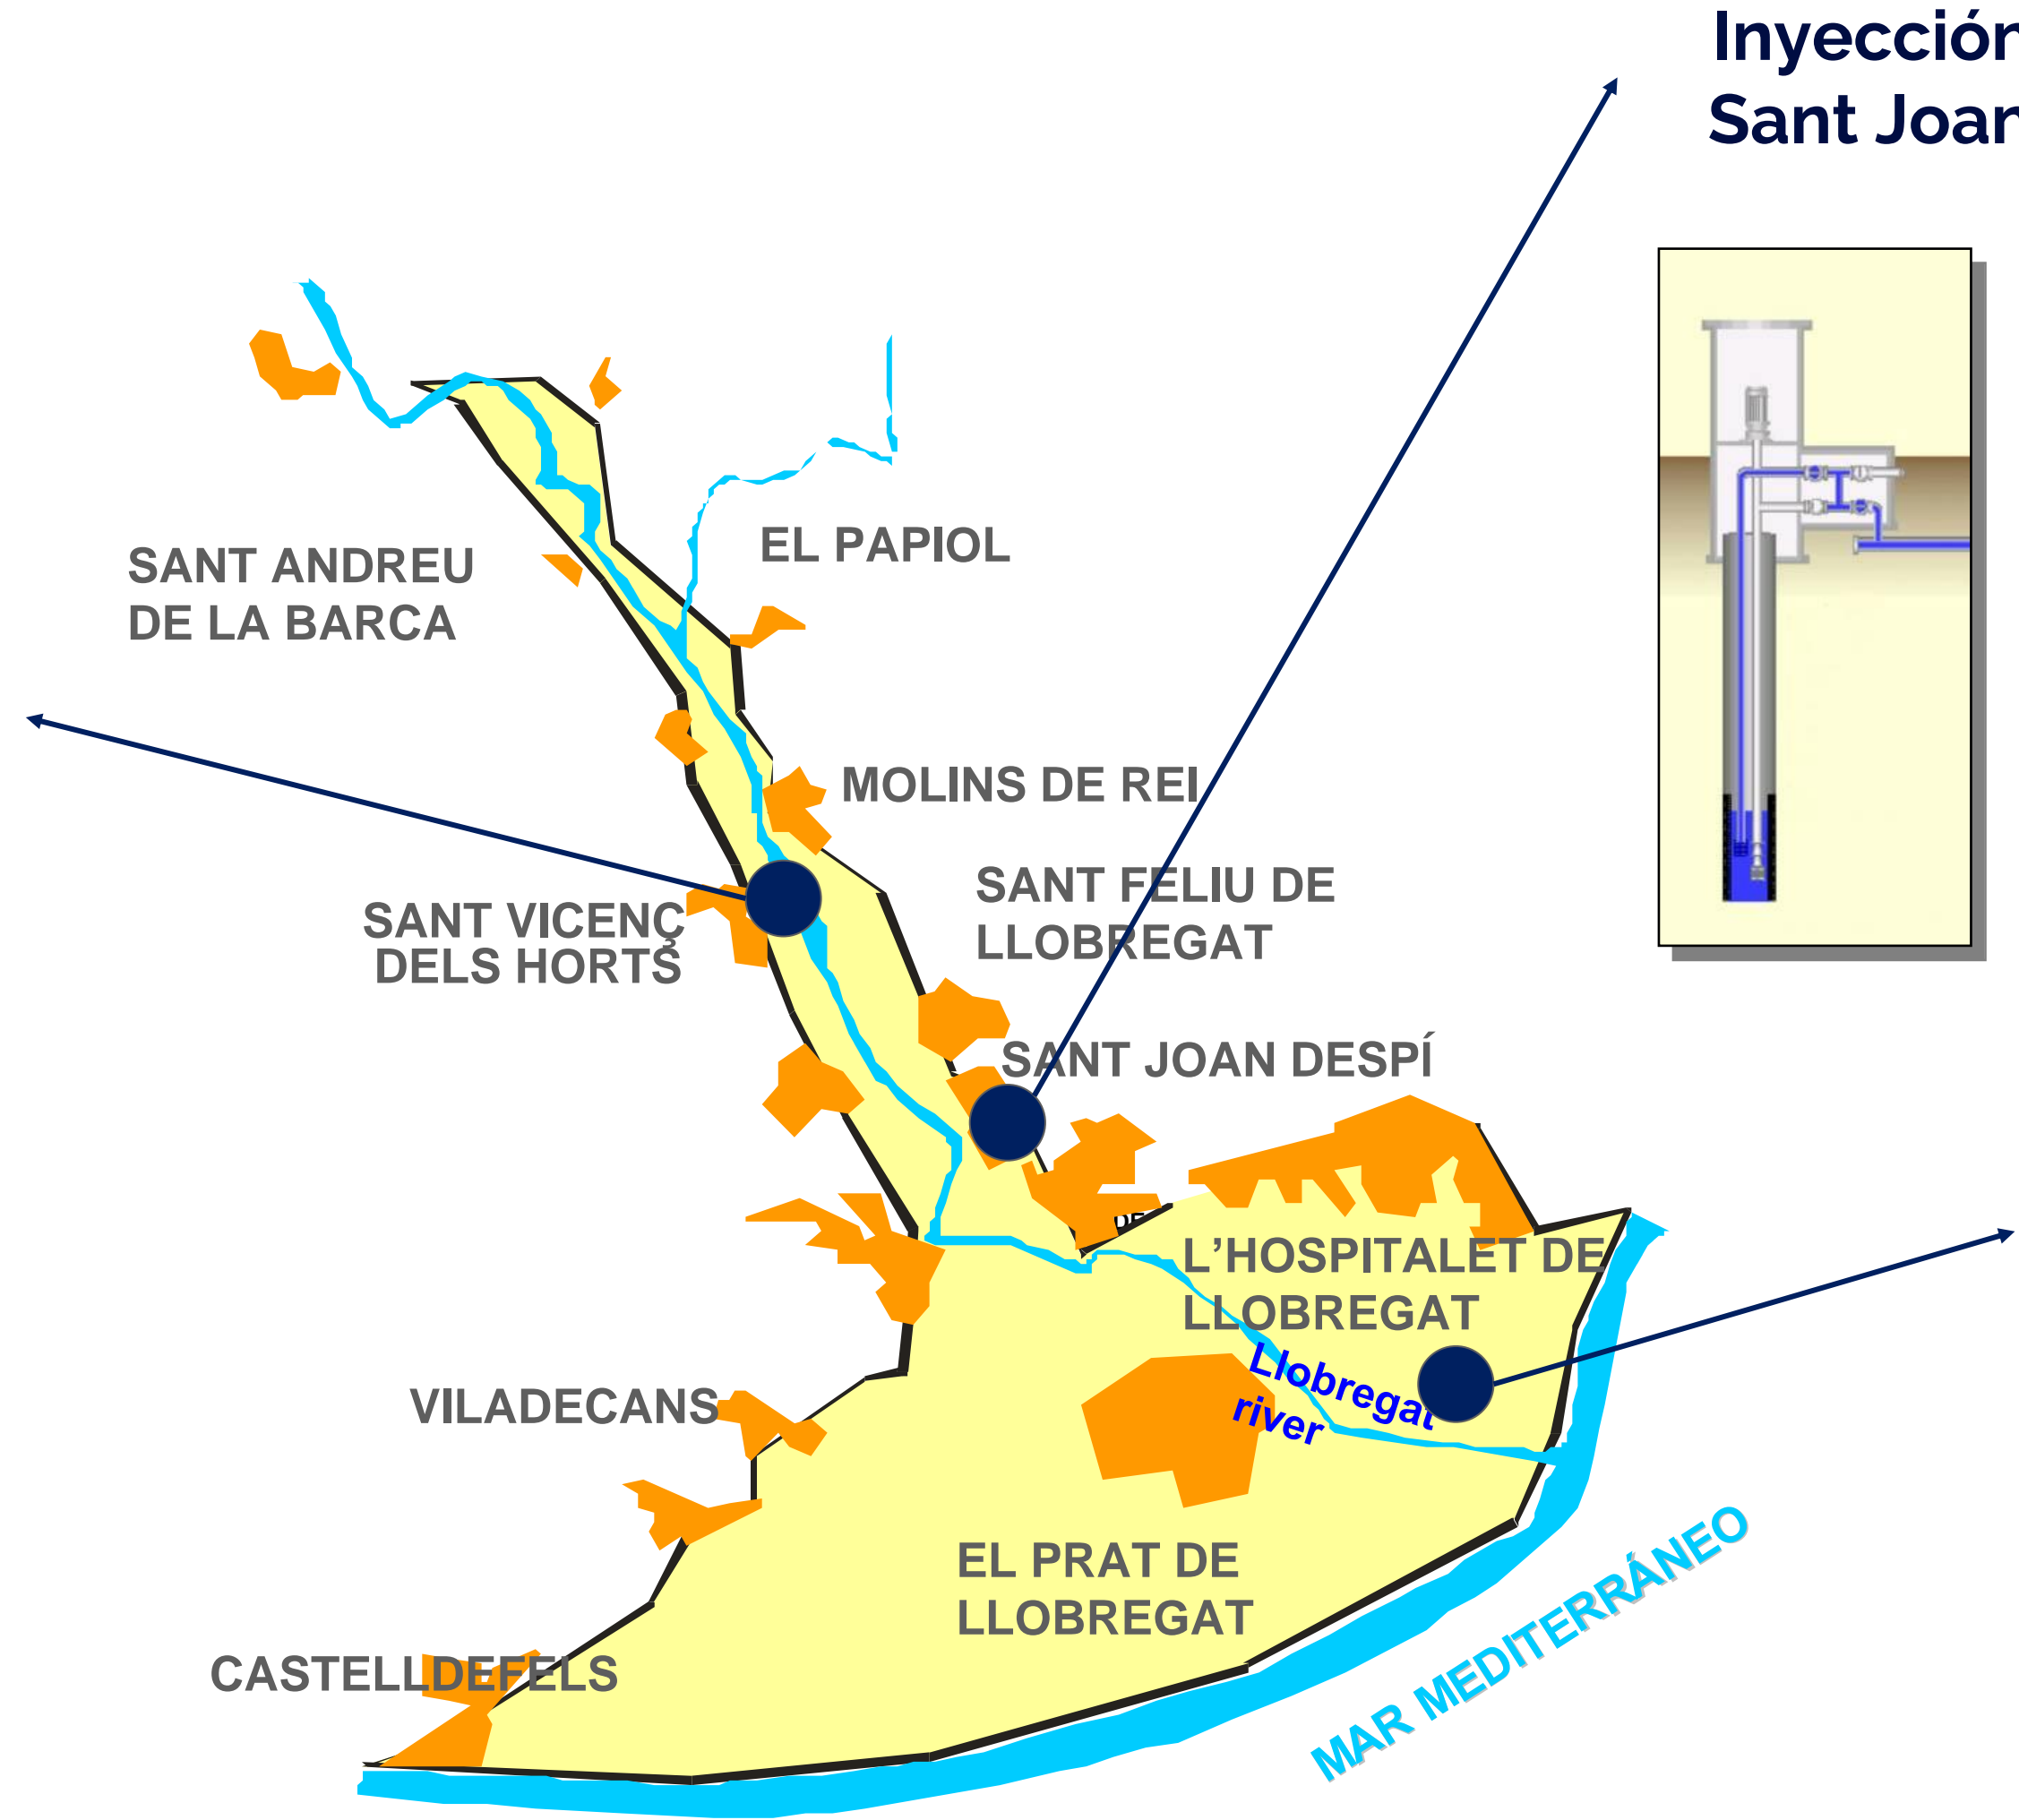 Inyección
Sant Joan
EL PAPIOL
SANT ANDREU
DE LA BARCA
MOLINS DE REI
SANT FELIU DE
LLOBREGAT
SANT VICENÇ
DELS HORTS
SANT JOAN DESPÍ
DE
L’HOSPITALET DE
LLOBREGAT
Llobregat
river
VILADECANS
EL PRAT DE
LLOBREGAT
MAR MEDITERRÁNEO
CASTELLDEFELS